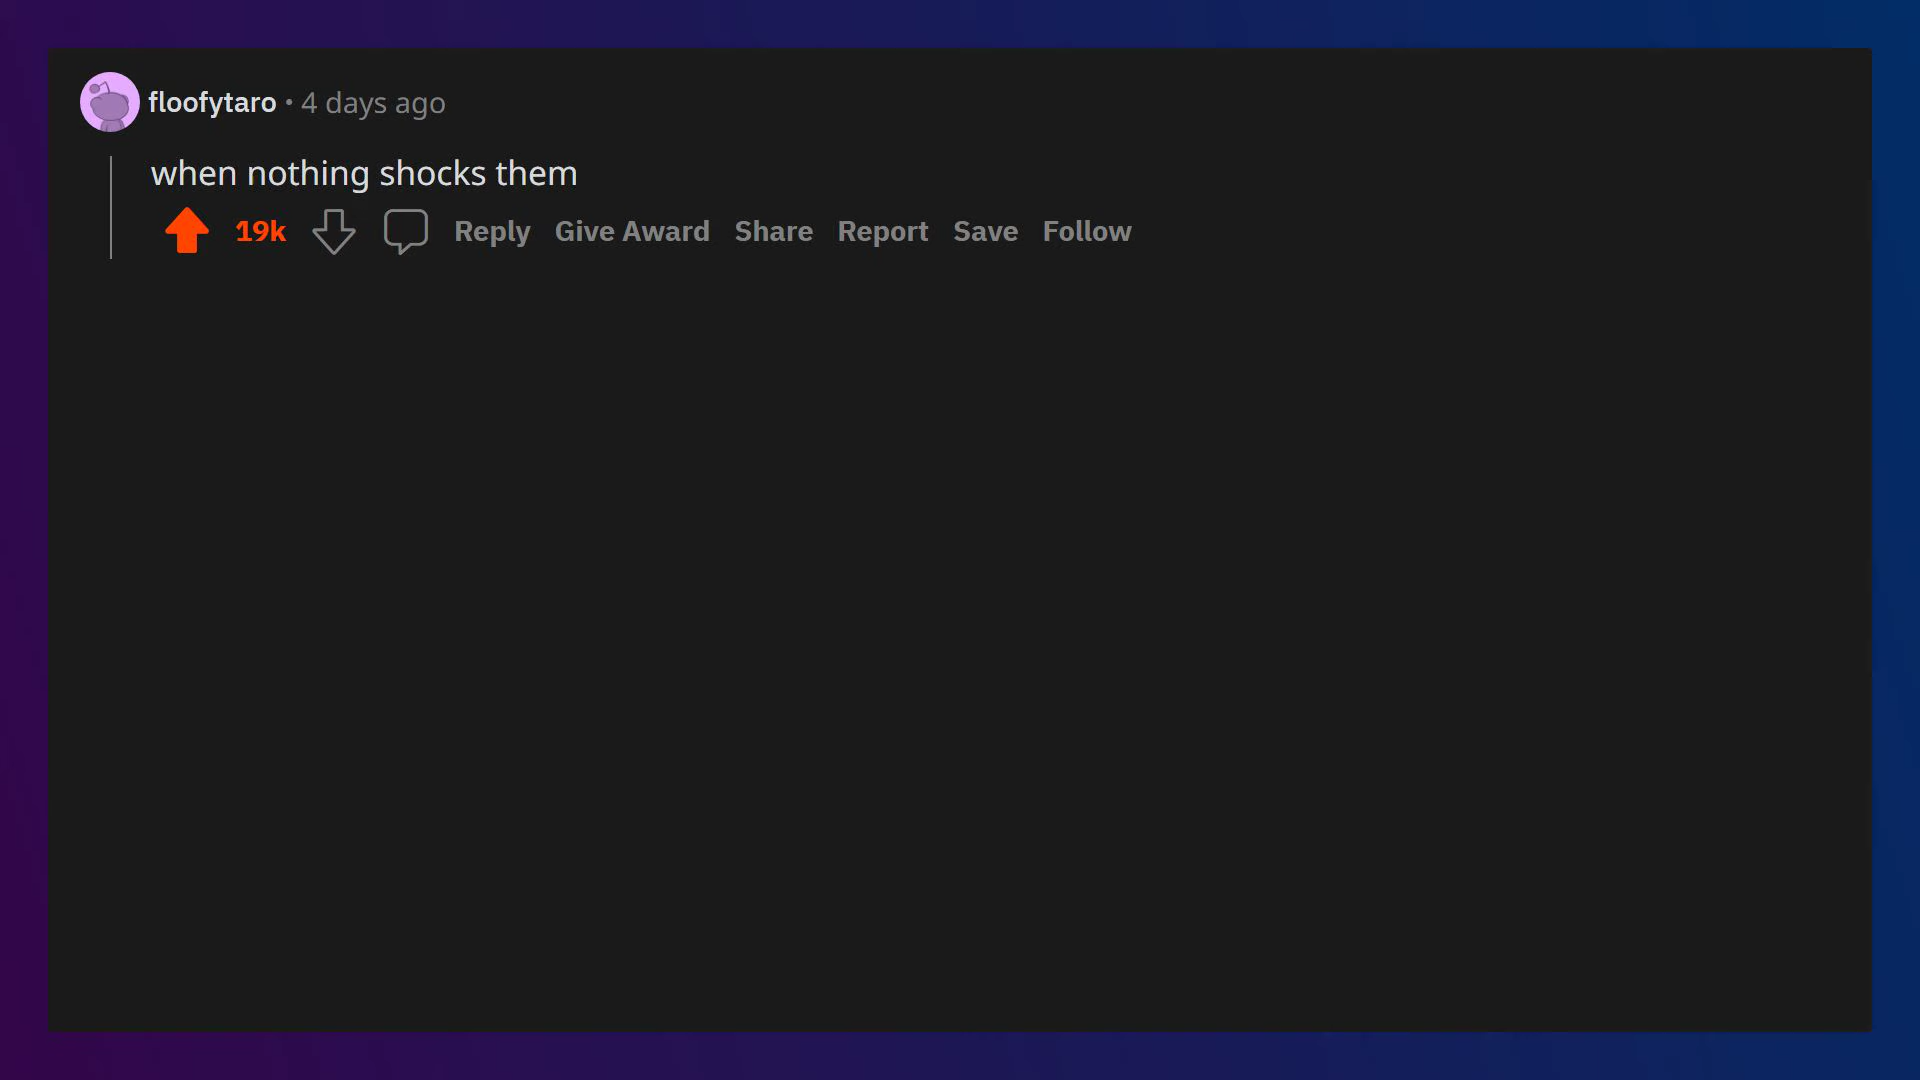 floofytaro • 4 days ago
when nothing shocks them
19k Reply Give Award Share Report Save Follow